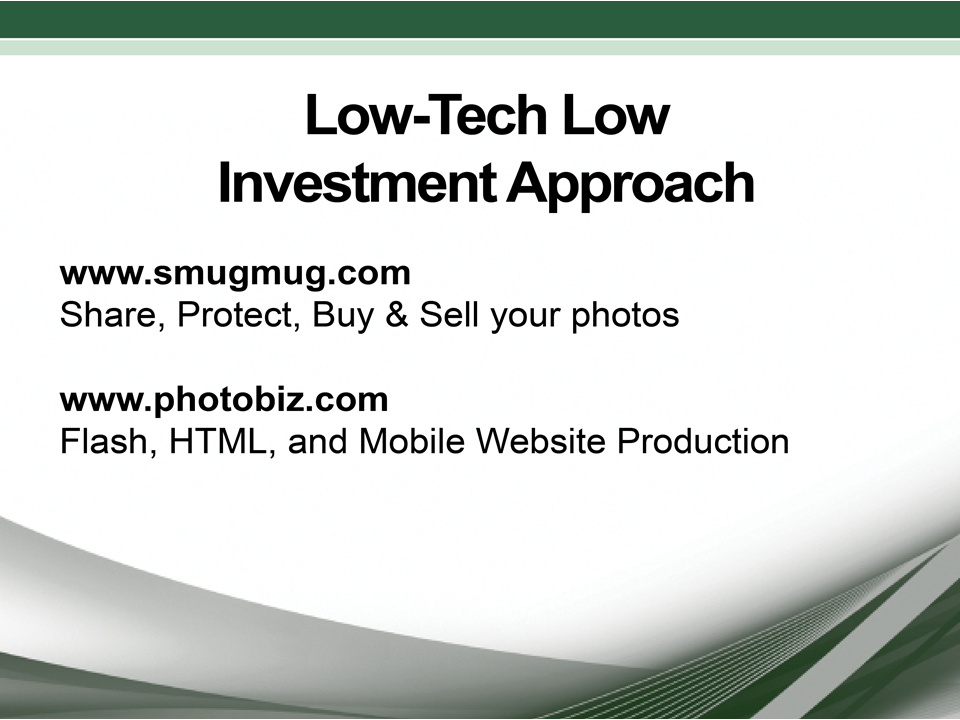 Low-Tech Low
Investment Approach
www.smugmug.com
Share, Protect, Buy & Sell your photos
www.photobiz.com
Flash, HTML, and Mobile Website Production